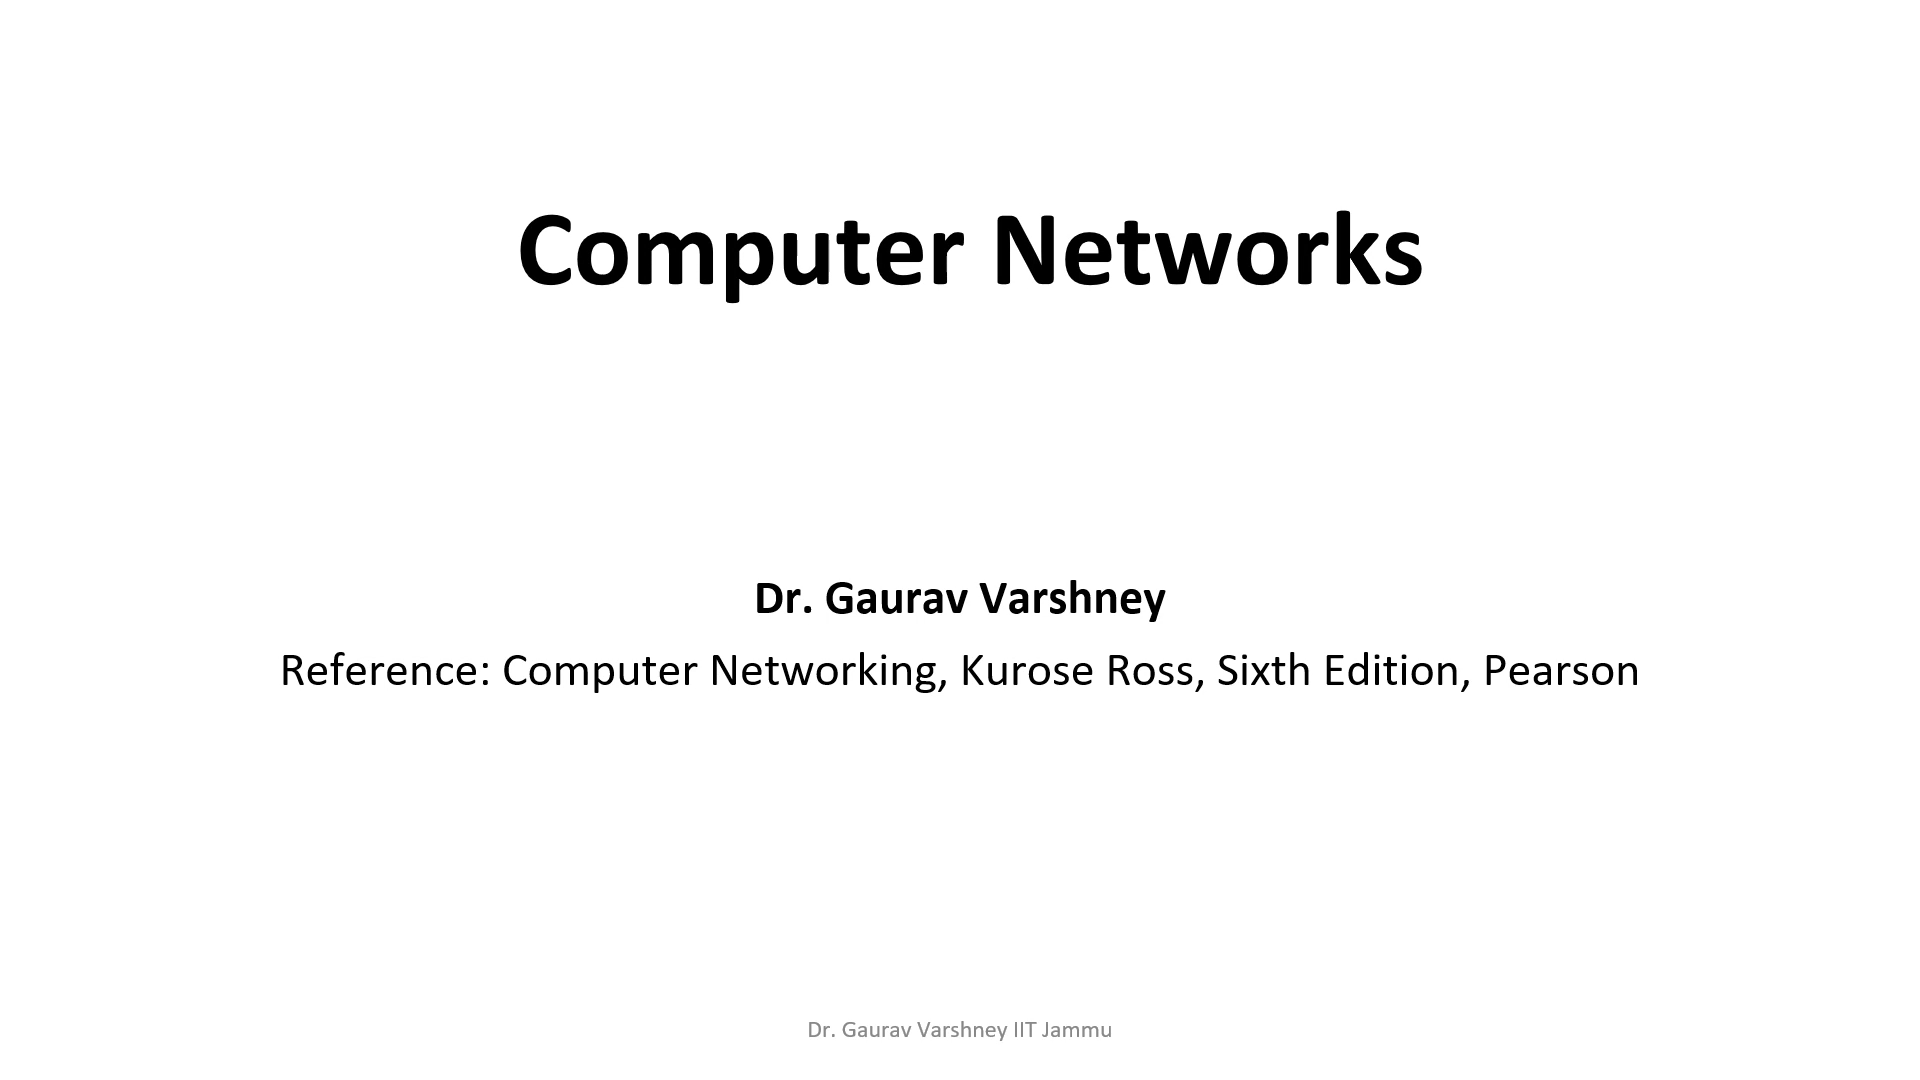 Computer Networks
Dr. Gaurav Varshney
Reference: Computer Networking, Kurose Ross, Sixth Edition, Pearson
Dr. Gaurav Varshney IIT Jammu